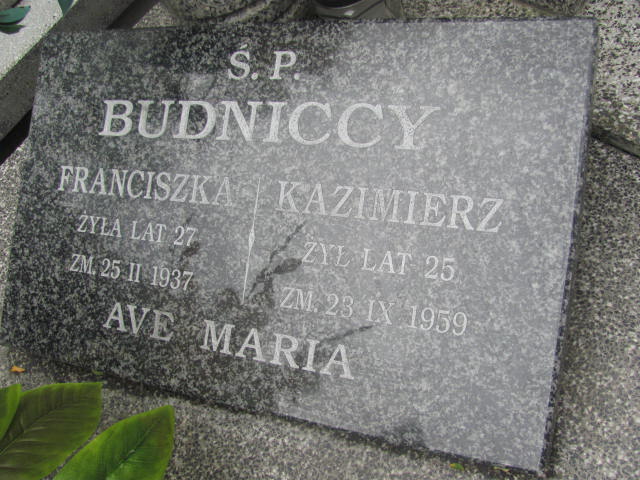 Ś. P.
BUDNICCY
FRANCISZKA
ŻYŁA LAT 27
ZM. 25 II 1937
KAZIMIERZ
ŻYŁ LAT 25
ZM. 23 IX 1959
AVE MARIA